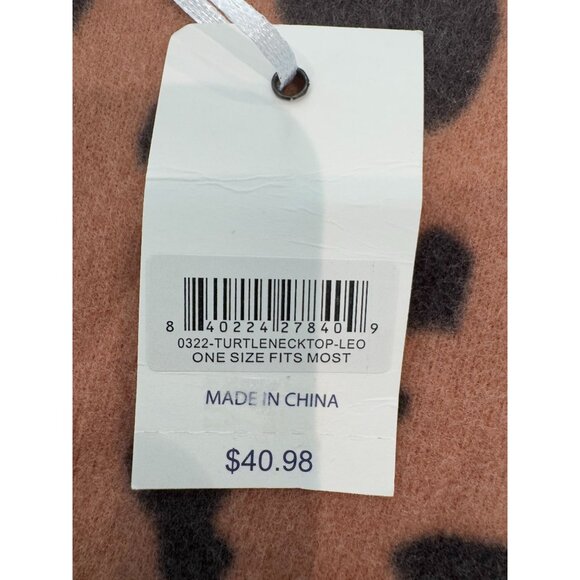 8 40224 27840 9
0322-TURTLENECKTOP-LEO
ONE SIZE FITS MOST
MADE IN CHINA
$40.98